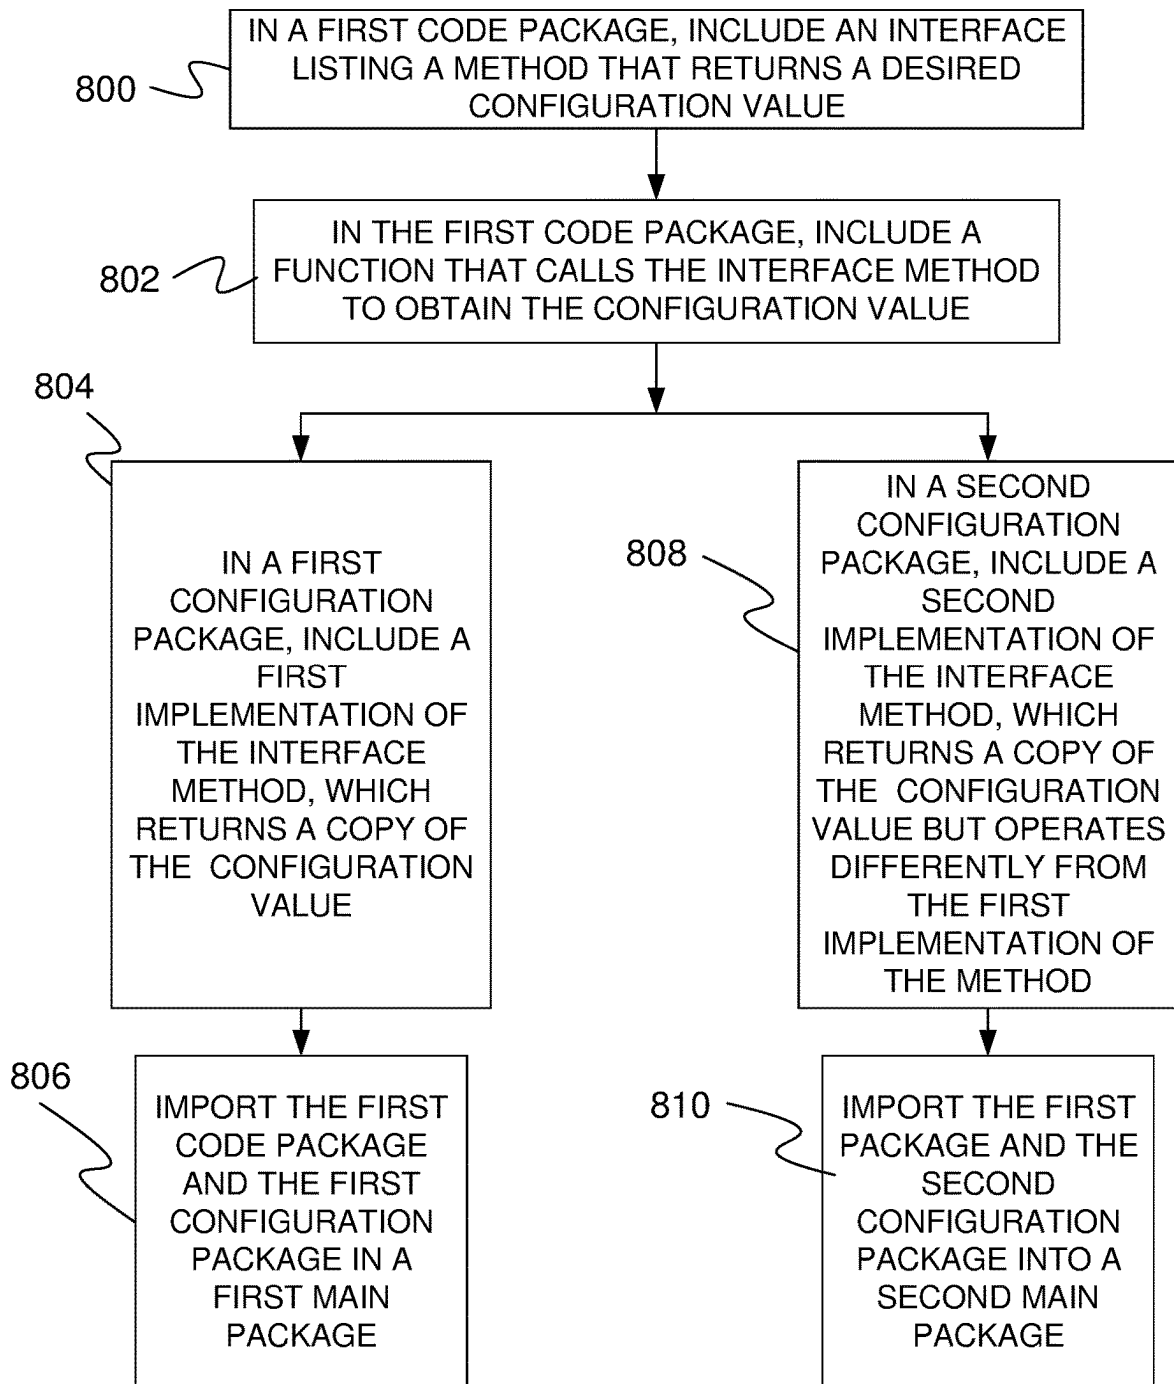 800
IN A FIRST CODE PACKAGE, INCLUDE AN INTERFACE
LISTING A METHOD THAT RETURNS A DESIRED
CONFIGURATION VALUE
802
IN THE FIRST CODE PACKAGE, INCLUDE A
FUNCTION THAT CALLS THE INTERFACE METHOD
TO OBTAIN THE CONFIGURATION VALUE
804
IN A FIRST
CONFIGURATION
PACKAGE, INCLUDE A
FIRST
IMPLEMENTATION OF
THE INTERFACE
METHOD, WHICH
RETURNS A COPY OF
THE CONFIGURATION
VALUE
808
IN A SECOND
CONFIGURATION
PACKAGE, INCLUDE A
SECOND
IMPLEMENTATION OF
THE INTERFACE
METHOD, WHICH
RETURNS A COPY OF
THE CONFIGURATION
VALUE BUT OPERATES
DIFFERENTLY FROM
THE FIRST
IMPLEMENTATION OF
THE METHOD
806
IMPORT THE FIRST
CODE PACKAGE
AND THE FIRST
CONFIGURATION
PACKAGE IN A
FIRST MAIN
PACKAGE
810
IMPORT THE FIRST
PACKAGE AND THE
SECOND
CONFIGURATION
PACKAGE INTO A
SECOND MAIN
PACKAGE